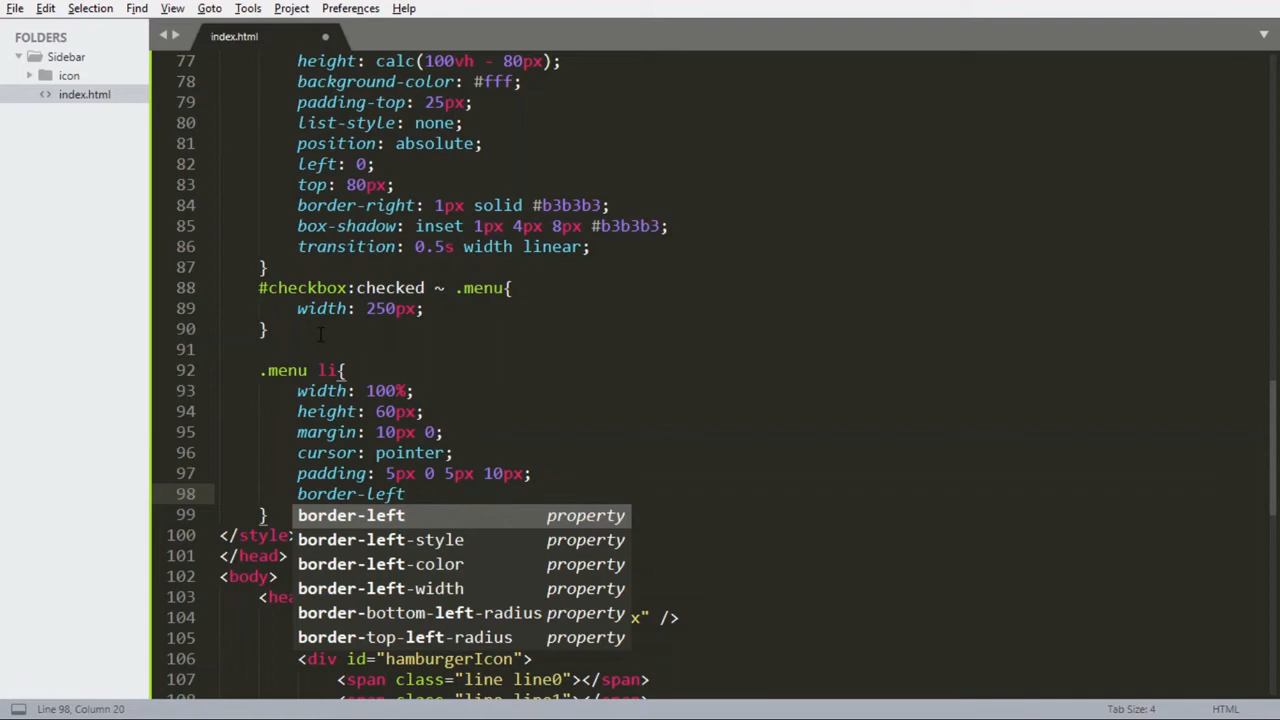 File Edit Selection Find View Goto Tools Project Preferences Help
FOLDERS
Sidebar
icon
index.html
index.html
77 height: calc(100vh - 80px);
78 background-color: #fff;
79 padding-top: 25px;
80 list-style: none;
81 position: absolute;
82 left: 0;
83 top: 80px;
84 border-right: 1px solid #b3b3b3;
85 box-shadow: inset 1px 4px 8px #b3b3b3;
86 transition: 0.5s width linear;
87 }
88 #checkbox:checked ~ .menu{
89 width: 250px;
90 }
91
92 .menu li{
93 width: 100%;
94 height: 60px;
95 margin: 10px 0;
96 cursor: pointer;
97 padding: 5px 0 5px 10px;
98 border-left
99 }
border-left property
100 </style>
border-left-style property
101 </head>
border-left-color property
102 <body>
border-left-width property
103 <hea
border-bottom-left-radius property
104 x" />
105
border-top-left-radius property
106 <div id="hamburgerIcon">
107 <span class="line line0"></span>
108 <span class="line line1"></span>
Line 98, Column 20 Tab Size: 4 HTML